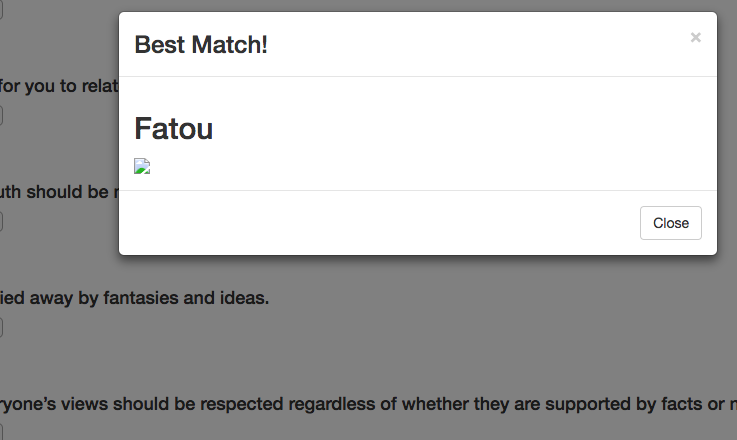 Best Match!
×
for you to relat
Fatou
uth should be r
Close
ied away by fantasies and ideas.
ryone’s views should be respected regardless of whether they are supported by facts or n